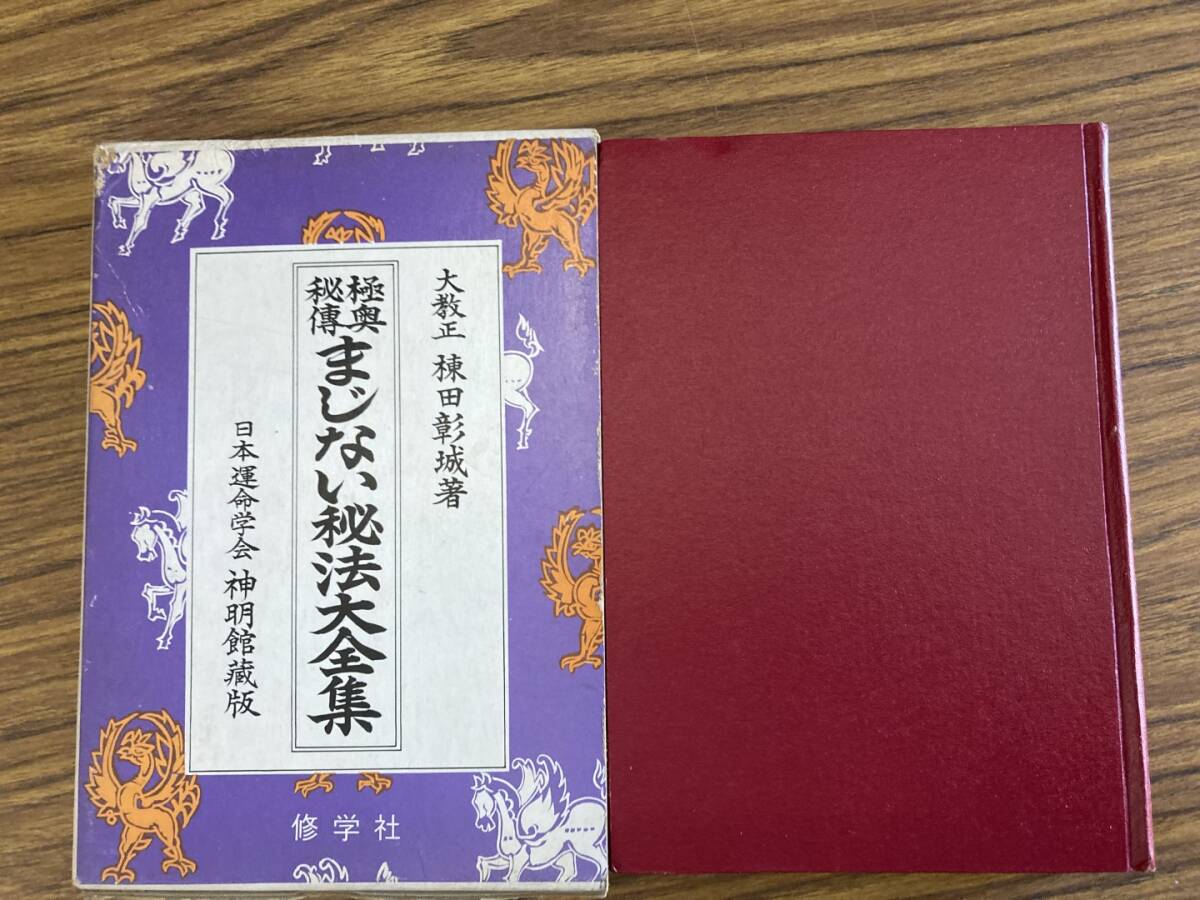 大教正 棟田彰城著
極奥秘傳 まじない秘法大全集
日本運命学会 神明館蔵版
修学社